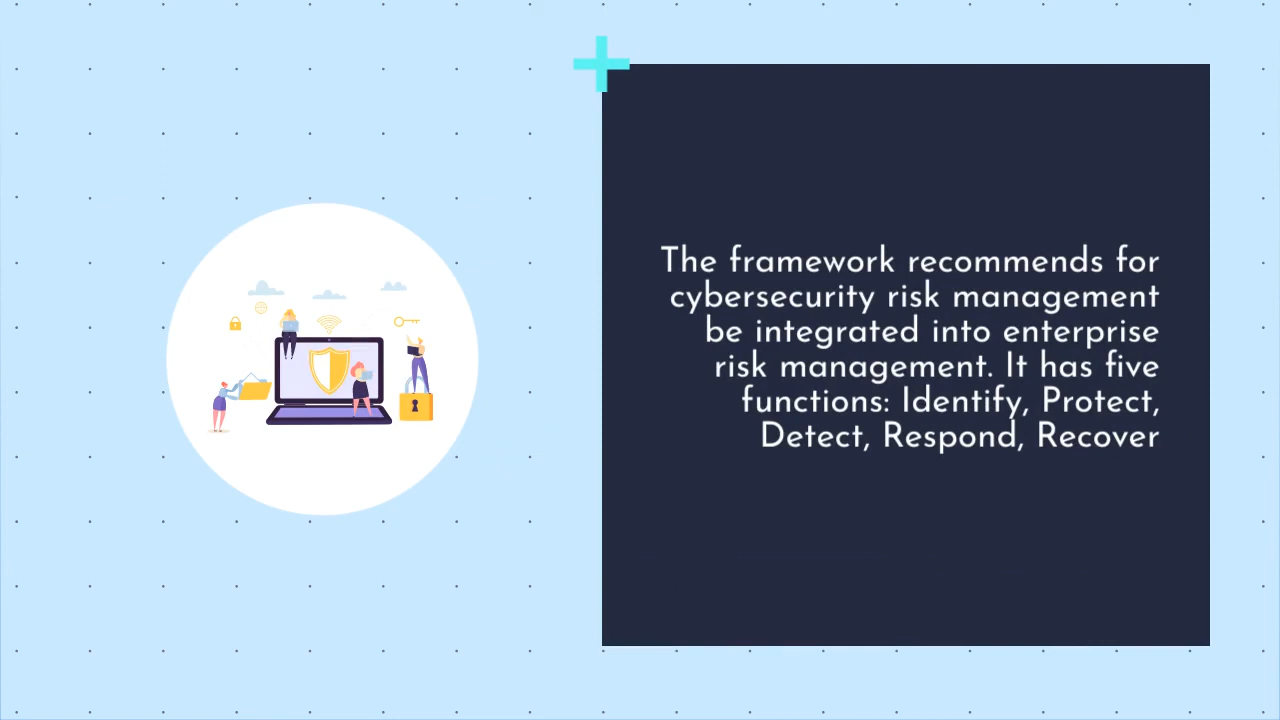 The framework recommends for
cybersecurity risk management
be integrated into enterprise
risk management. It has five
functions: Identify, Protect,
Detect, Respond, Recover